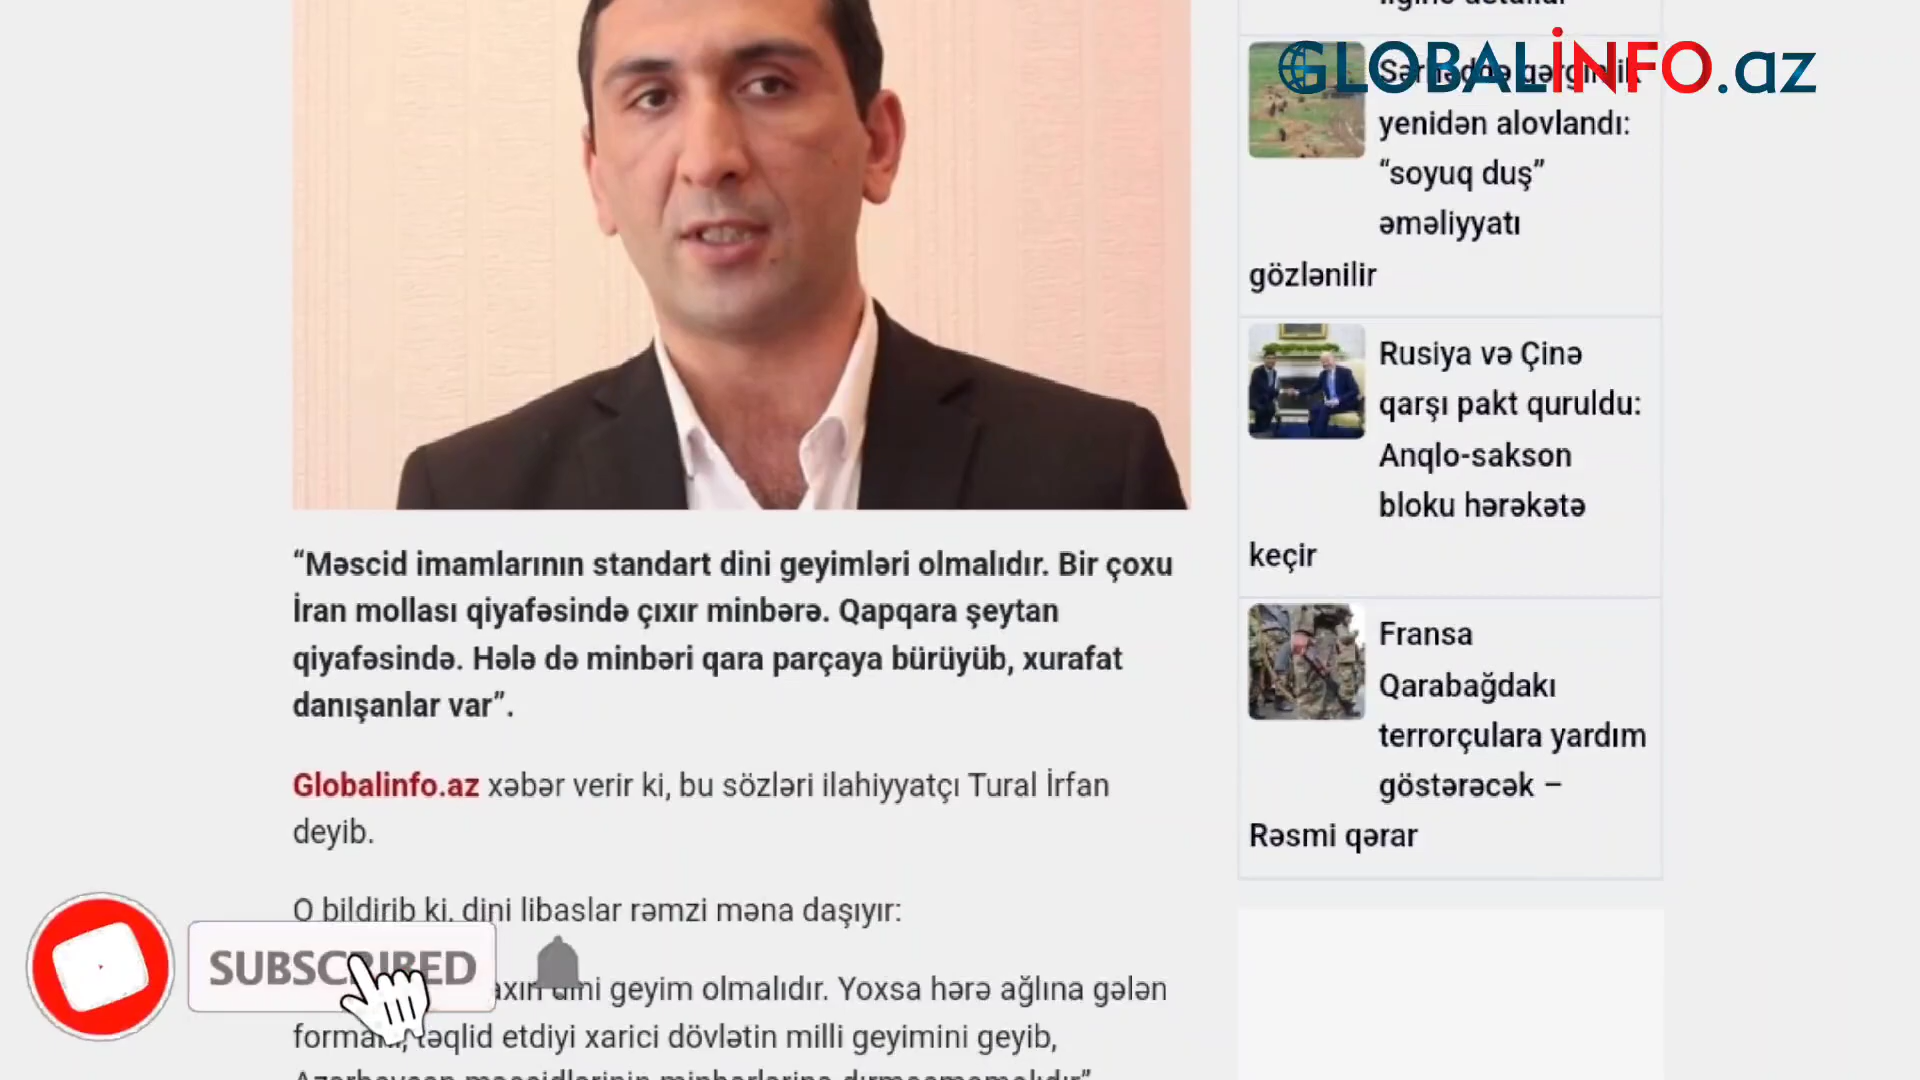 GLOBALİNFO.az
yenidən alovlandı:
“soyuq duş”
əməliyyatı
gözlənilir
Rusiya və Çinə
qarşı pakt quruldu:
Anqlo-sakson
bloku hərəkətə
keçir
Fransa
Qarabağdakı
terrorçulara yardım
göstərəcək –
Rəsmi qərar
“Məscid imamlarının standart dini geyimləri olmalıdır. Bir çoxu
İran mollası qiyafəsində çıxır minbərə. Qapqara şeytan
qiyafəsində. Hələ də minbəri qara parçaya bürüyüb, xurafat
danışanlar var”.
Globalinfo.az xəbər verir ki, bu sözləri ilahiyyatçı Tural İrfan
deyib.
O bildirib ki, dini libaslar rəmzi məna daşıyır:
dini geyim olmalıdır. Yoxsa hərə ağlına gələn
təqlid etdiyi xarici dövlətin milli geyimini geyib,
SUBSCRIBED